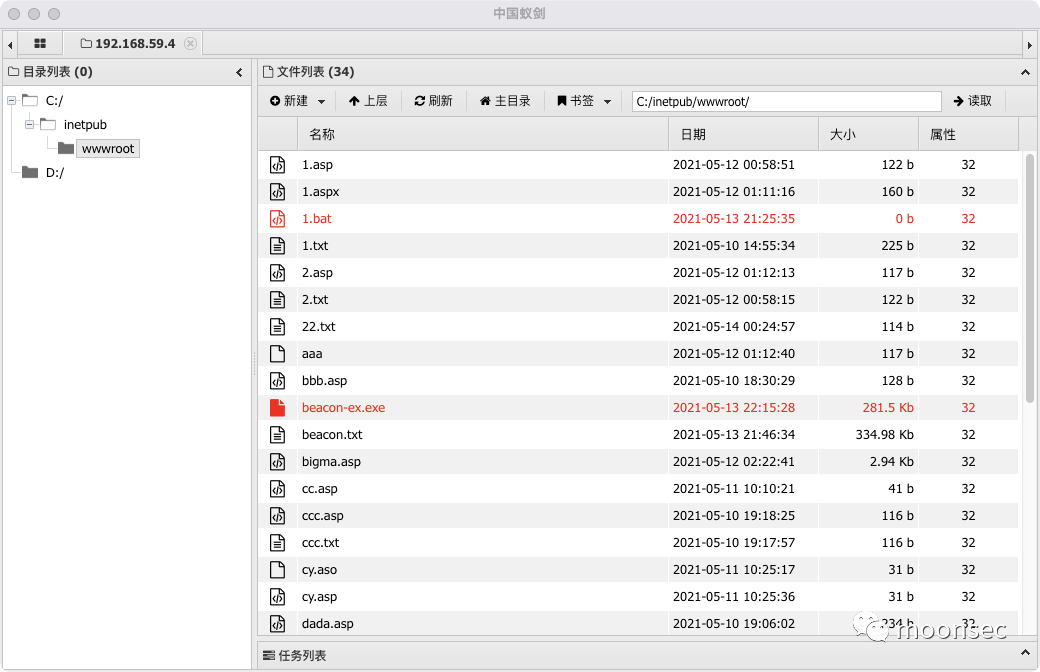 中国蚁剑
192.168.59.4
目录列表 (0)
文件列表 (34)
新建 上层 刷新 主目录 书签 C:/inetpub/wwwroot/ 读取
C:/
inetpub
wwwroot
D:/
名称 日期 大小 属性
1.asp 2021-05-12 00:58:51 122 b 32
1.aspx 2021-05-12 01:11:16 160 b 32
1.bat 2021-05-13 21:25:35 0 b 32
1.txt 2021-05-10 14:55:34 225 b 32
2.asp 2021-05-12 01:12:13 117 b 32
2.txt 2021-05-12 00:58:15 122 b 32
22.txt 2021-05-14 00:24:57 114 b 32
aaa 2021-05-12 01:12:40 117 b 32
bbb.asp 2021-05-10 18:30:29 128 b 32
beacon-ex.exe 2021-05-13 22:15:28 281.5 Kb 32
beacon.txt 2021-05-13 21:46:34 334.98 Kb 32
bigma.asp 2021-05-12 02:22:41 2.94 Kb 32
cc.asp 2021-05-11 10:10:21 41 b 32
ccc.asp 2021-05-10 19:18:25 116 b 32
ccc.txt 2021-05-10 19:17:57 116 b 32
cy.aso 2021-05-11 10:25:17 31 b 32
cy.asp 2021-05-11 10:25:36 31 b 32
dada.asp 2021-05-10 19:06:02 234 b 32
moonsec
任务列表